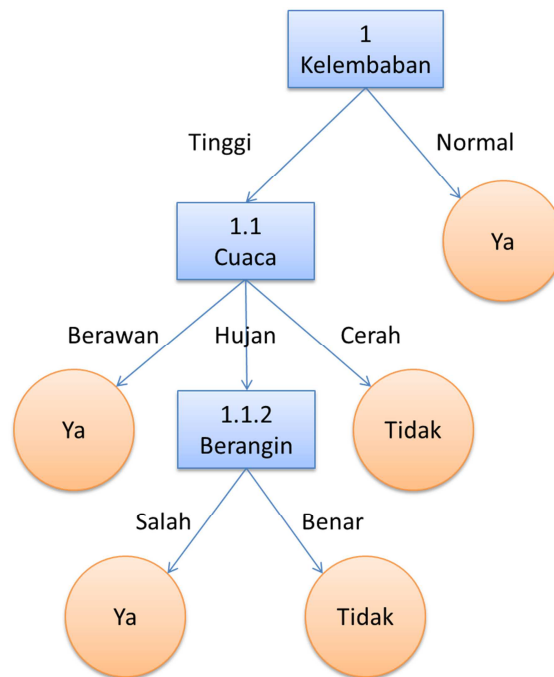 1
Kelembaban
Tinggi
Normal
1.1
Cuaca
Ya
Berawan
Hujan
Cerah
Ya
1.1.2
Berangin
Tidak
Salah
Benar
Ya
Tidak